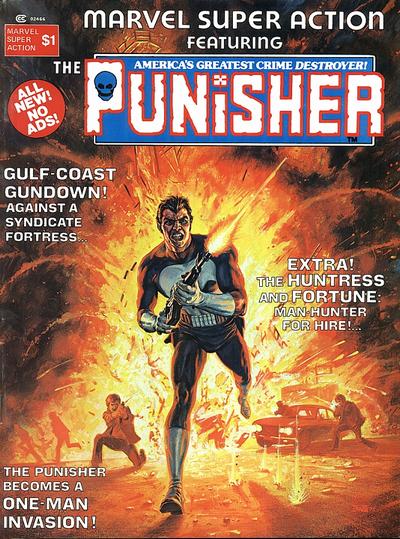 CC 02466
MARVEL
SUPER
ACTION
$1
MARVEL SUPER ACTION
FEATURING
THE
AMERICA'S GREATEST CRIME DESTROYER!
PUNiSHER
TM
ALL
NEW!
NO
ADS!
GULF-COAST
GUNDOWN!
AGAINST A
SYNDICATE
FORTRESS...
EXTRA!
THE HUNTRESS
AND FORTUNE:
MAN-HUNTER
FOR HIRE!...
THE PUNISHER
BECOMES A
ONE-MAN
INVASION!